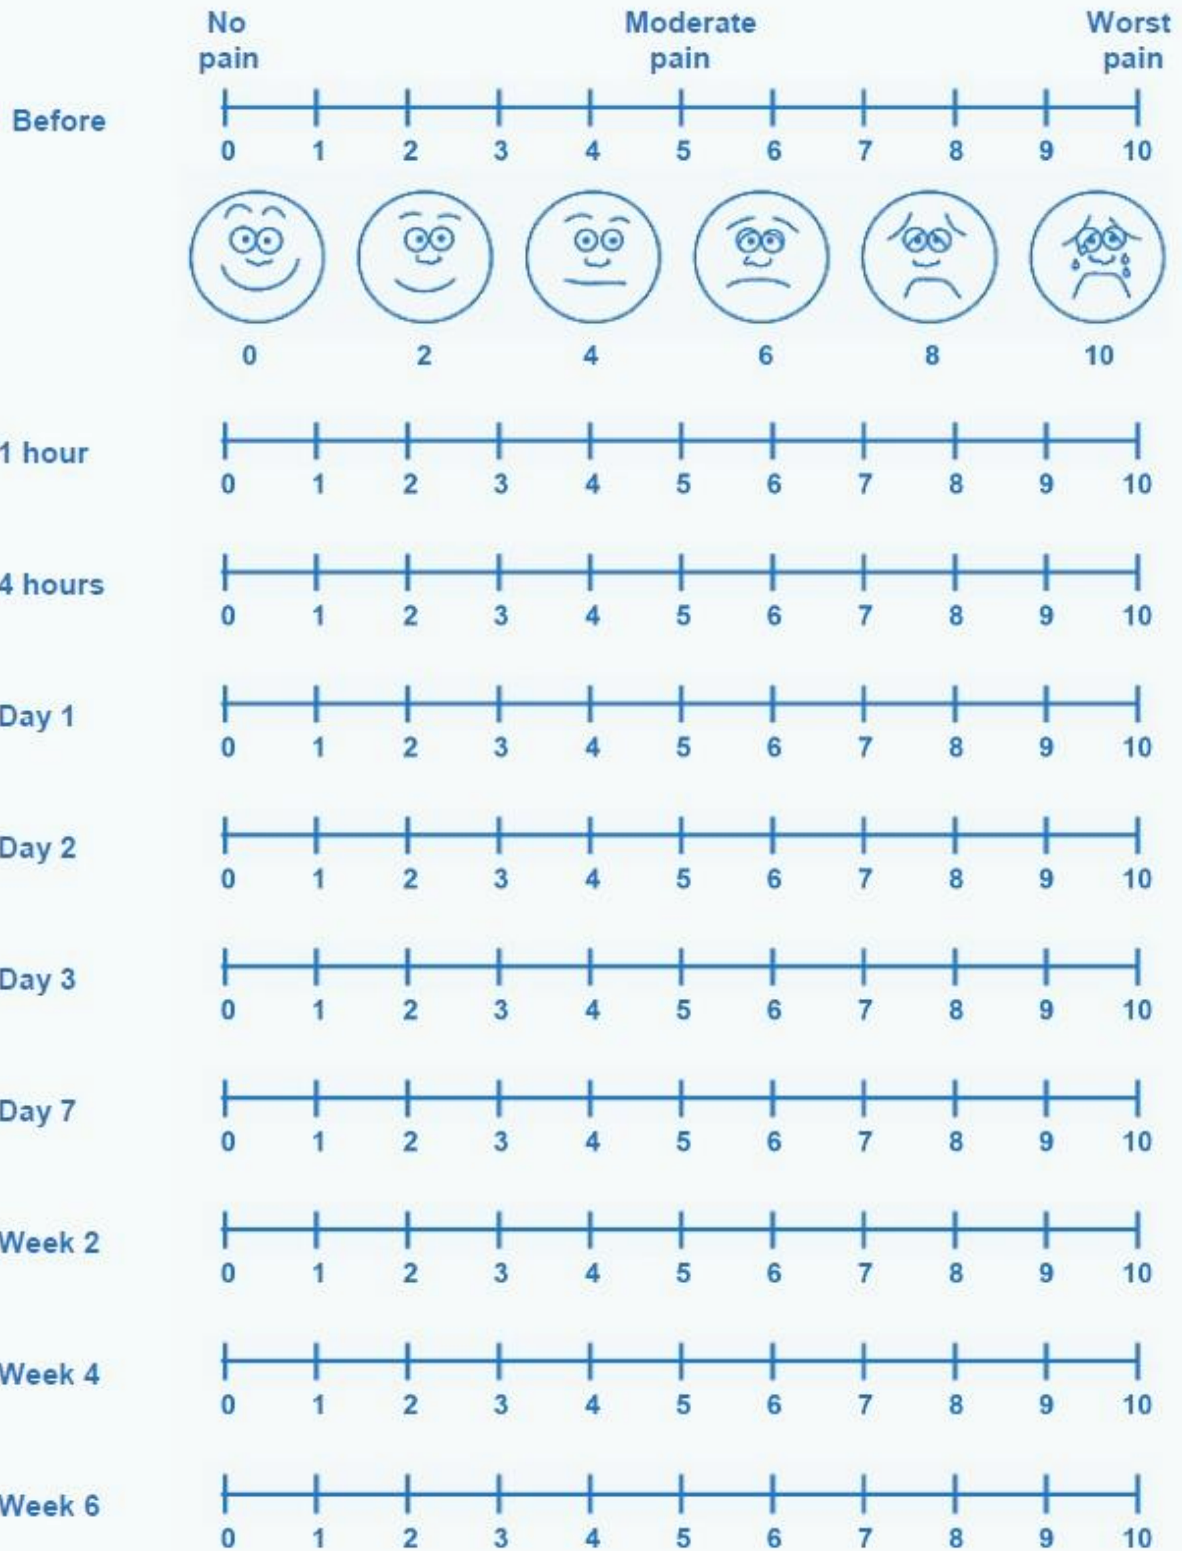 No Moderate Worst
pain pain pain
Before
0 1 2 3 4 5 6 7 8 9 10
0 2 4 6 8 10
1 hour
0 1 2 3 4 5 6 7 8 9 10
4 hours
0 1 2 3 4 5 6 7 8 9 10
Day 1
0 1 2 3 4 5 6 7 8 9 10
Day 2
0 1 2 3 4 5 6 7 8 9 10
Day 3
0 1 2 3 4 5 6 7 8 9 10
Day 7
0 1 2 3 4 5 6 7 8 9 10
Week 2
0 1 2 3 4 5 6 7 8 9 10
Week 4
0 1 2 3 4 5 6 7 8 9 10
Week 6
0 1 2 3 4 5 6 7 8 9 10